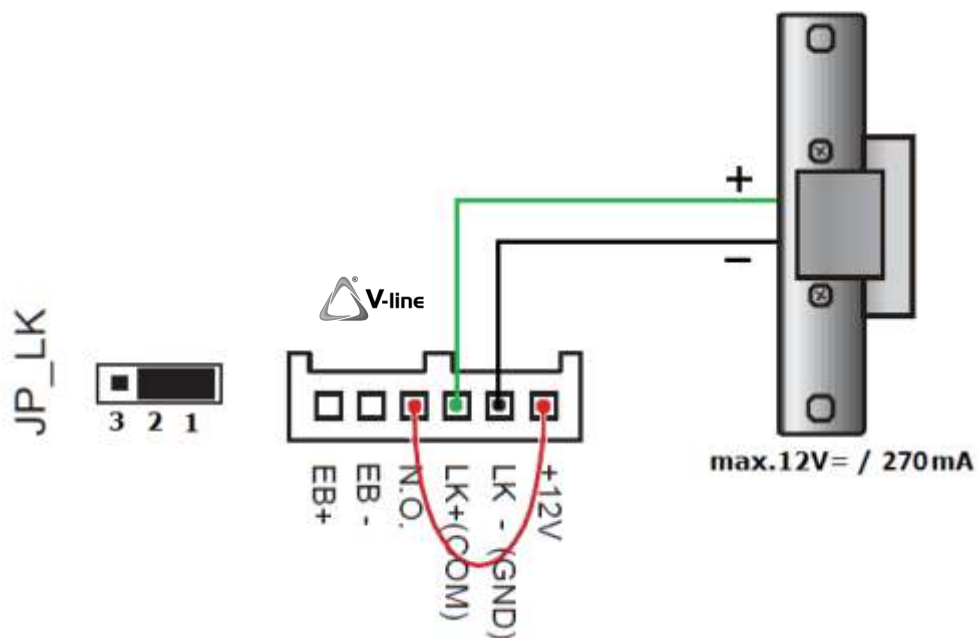 +
−
® V-line
JP_LK
3 2 1
max.12V= / 270mA
EB+
EB -
N.O.
LK+(COM)
LK - (GND)
+12V